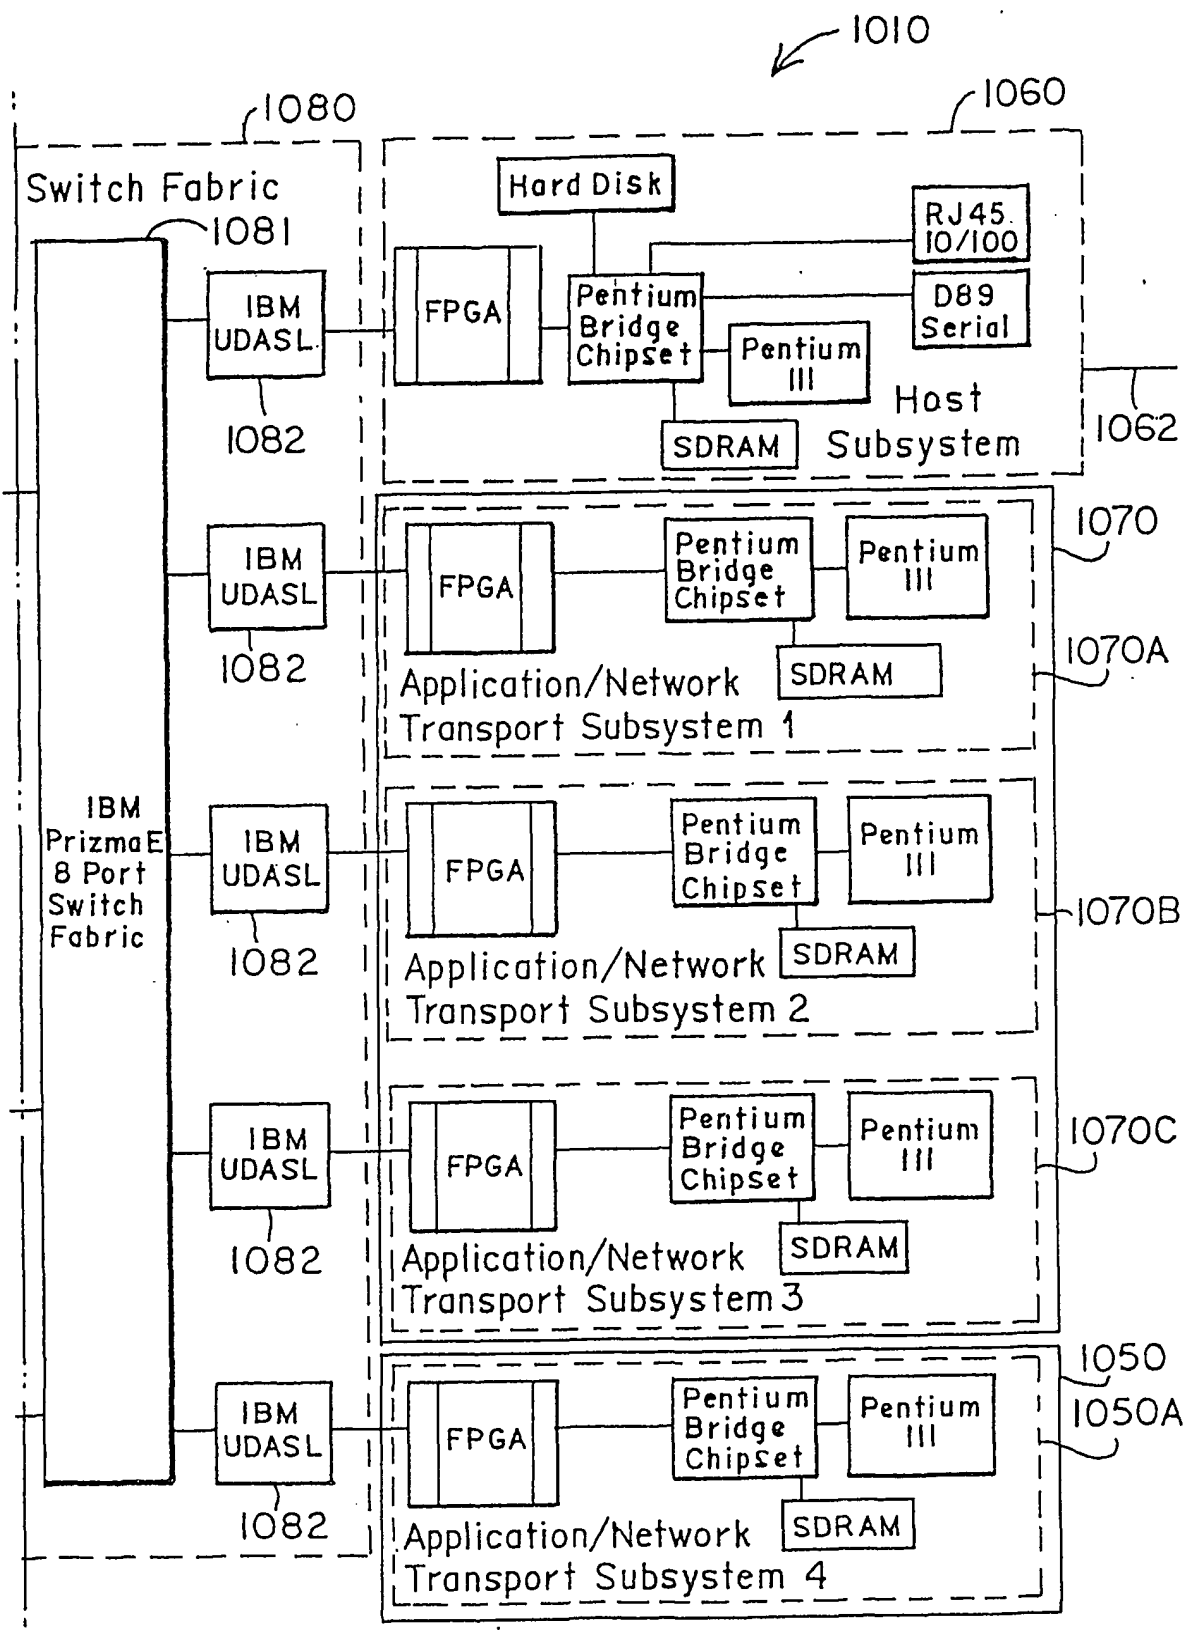 1010
1080
1060
Switch Fabric
1081
Hard Disk
RJ45
10/100
IBM
UDASL
FPGA
Pentium
Bridge
Chipset
D89
Serial
Pentium
III
1082
Host
Subsystem
SDRAM
1062
IBM
UDASL
FPGA
Pentium
Bridge
Chipset
Pentium
III
1070
1082
SDRAM
1070A
Application/Network
Transport Subsystem 1
IBM
PrizmaE
8 Port
Switch
Fabric
IBM
UDASL
FPGA
Pentium
Bridge
Chipset
Pentium
III
1082
SDRAM
1070B
Application/Network
Transport Subsystem 2
IBM
UDASL
FPGA
Pentium
Bridge
Chipset
Pentium
III
1070C
1082
SDRAM
Application/Network
Transport Subsystem 3
1050
IBM
UDASL
FPGA
Pentium
Bridge
Chipset
Pentium
III
1050A
1082
SDRAM
Application/Network
Transport Subsystem 4